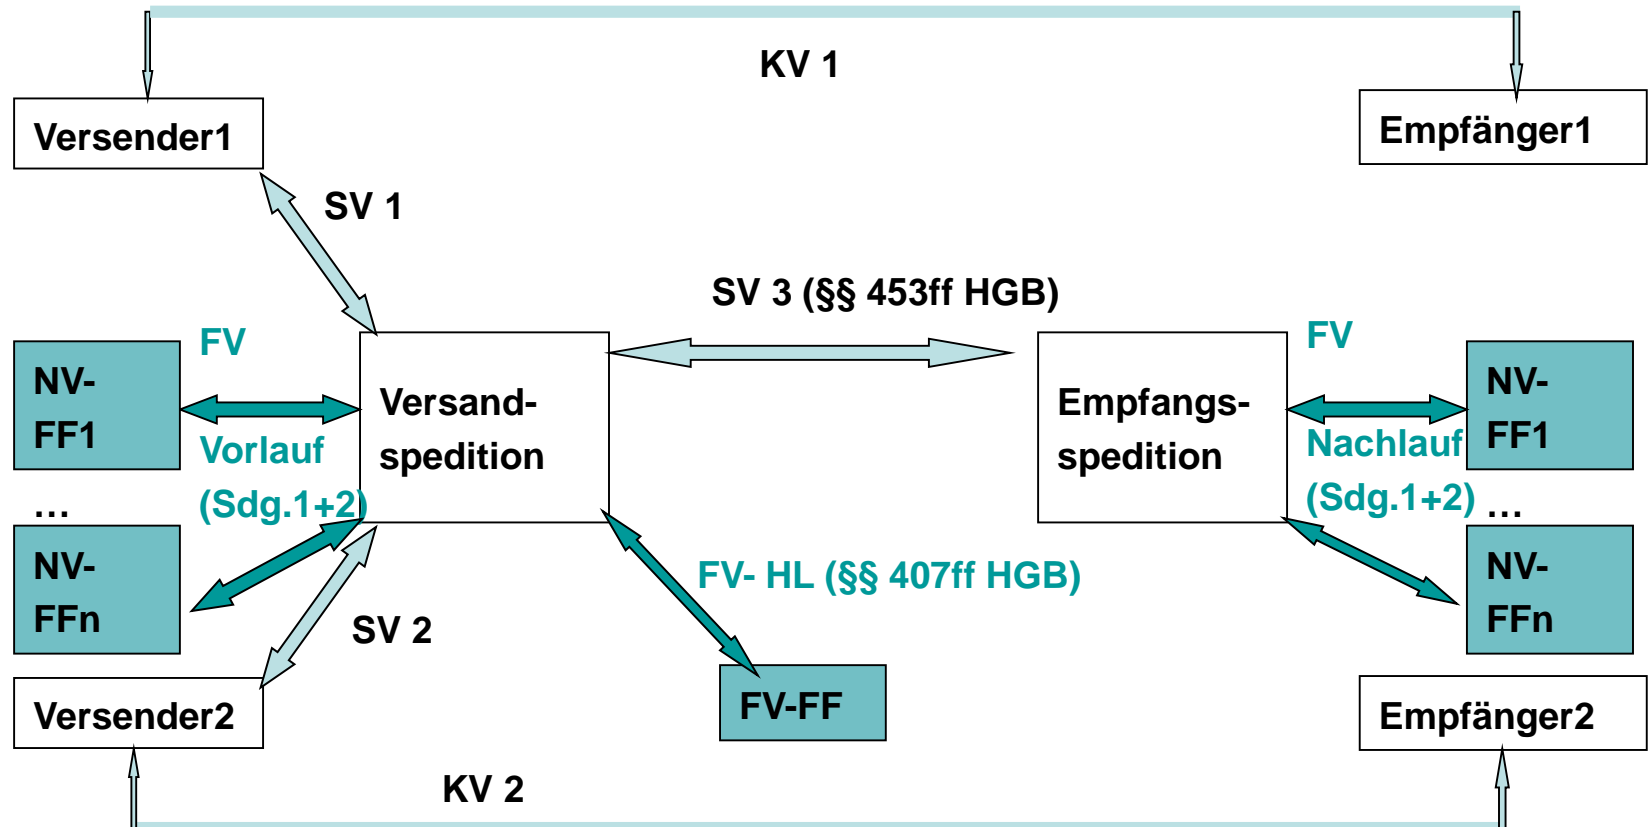 KV 1
Versender1
Empfänger1
SV 1
SV 3 (§§ 453ff HGB)
FV
FV
NV-
FF1
Versand-
spedition
Empfangs-
spedition
NV-
FF1
Vorlauf
(Sdg.1+2)
Nachlauf
(Sdg.1+2)
…
…
NV-
FFn
FV- HL (§§ 407ff HGB)
NV-
FFn
SV 2
Versender2
FV-FF
Empfänger2
KV 2